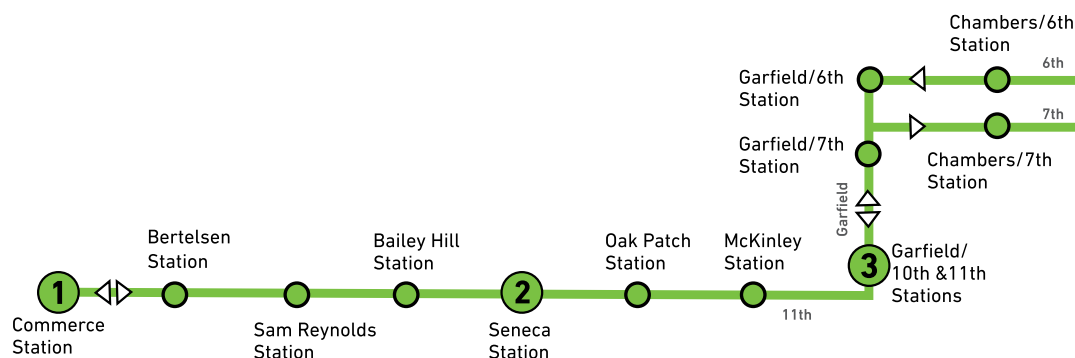 Chambers/6th
Station
6th
Garfield/6th
Station
7th
Garfield/7th
Station
Chambers/7th
Station
Garfield
Bertelsen
Station
Bailey Hill
Station
Oak Patch
Station
McKinley
Station
3
Garfield/
10th &11th
Stations
1
2
11th
Commerce
Station
Sam Reynolds
Station
Seneca
Station